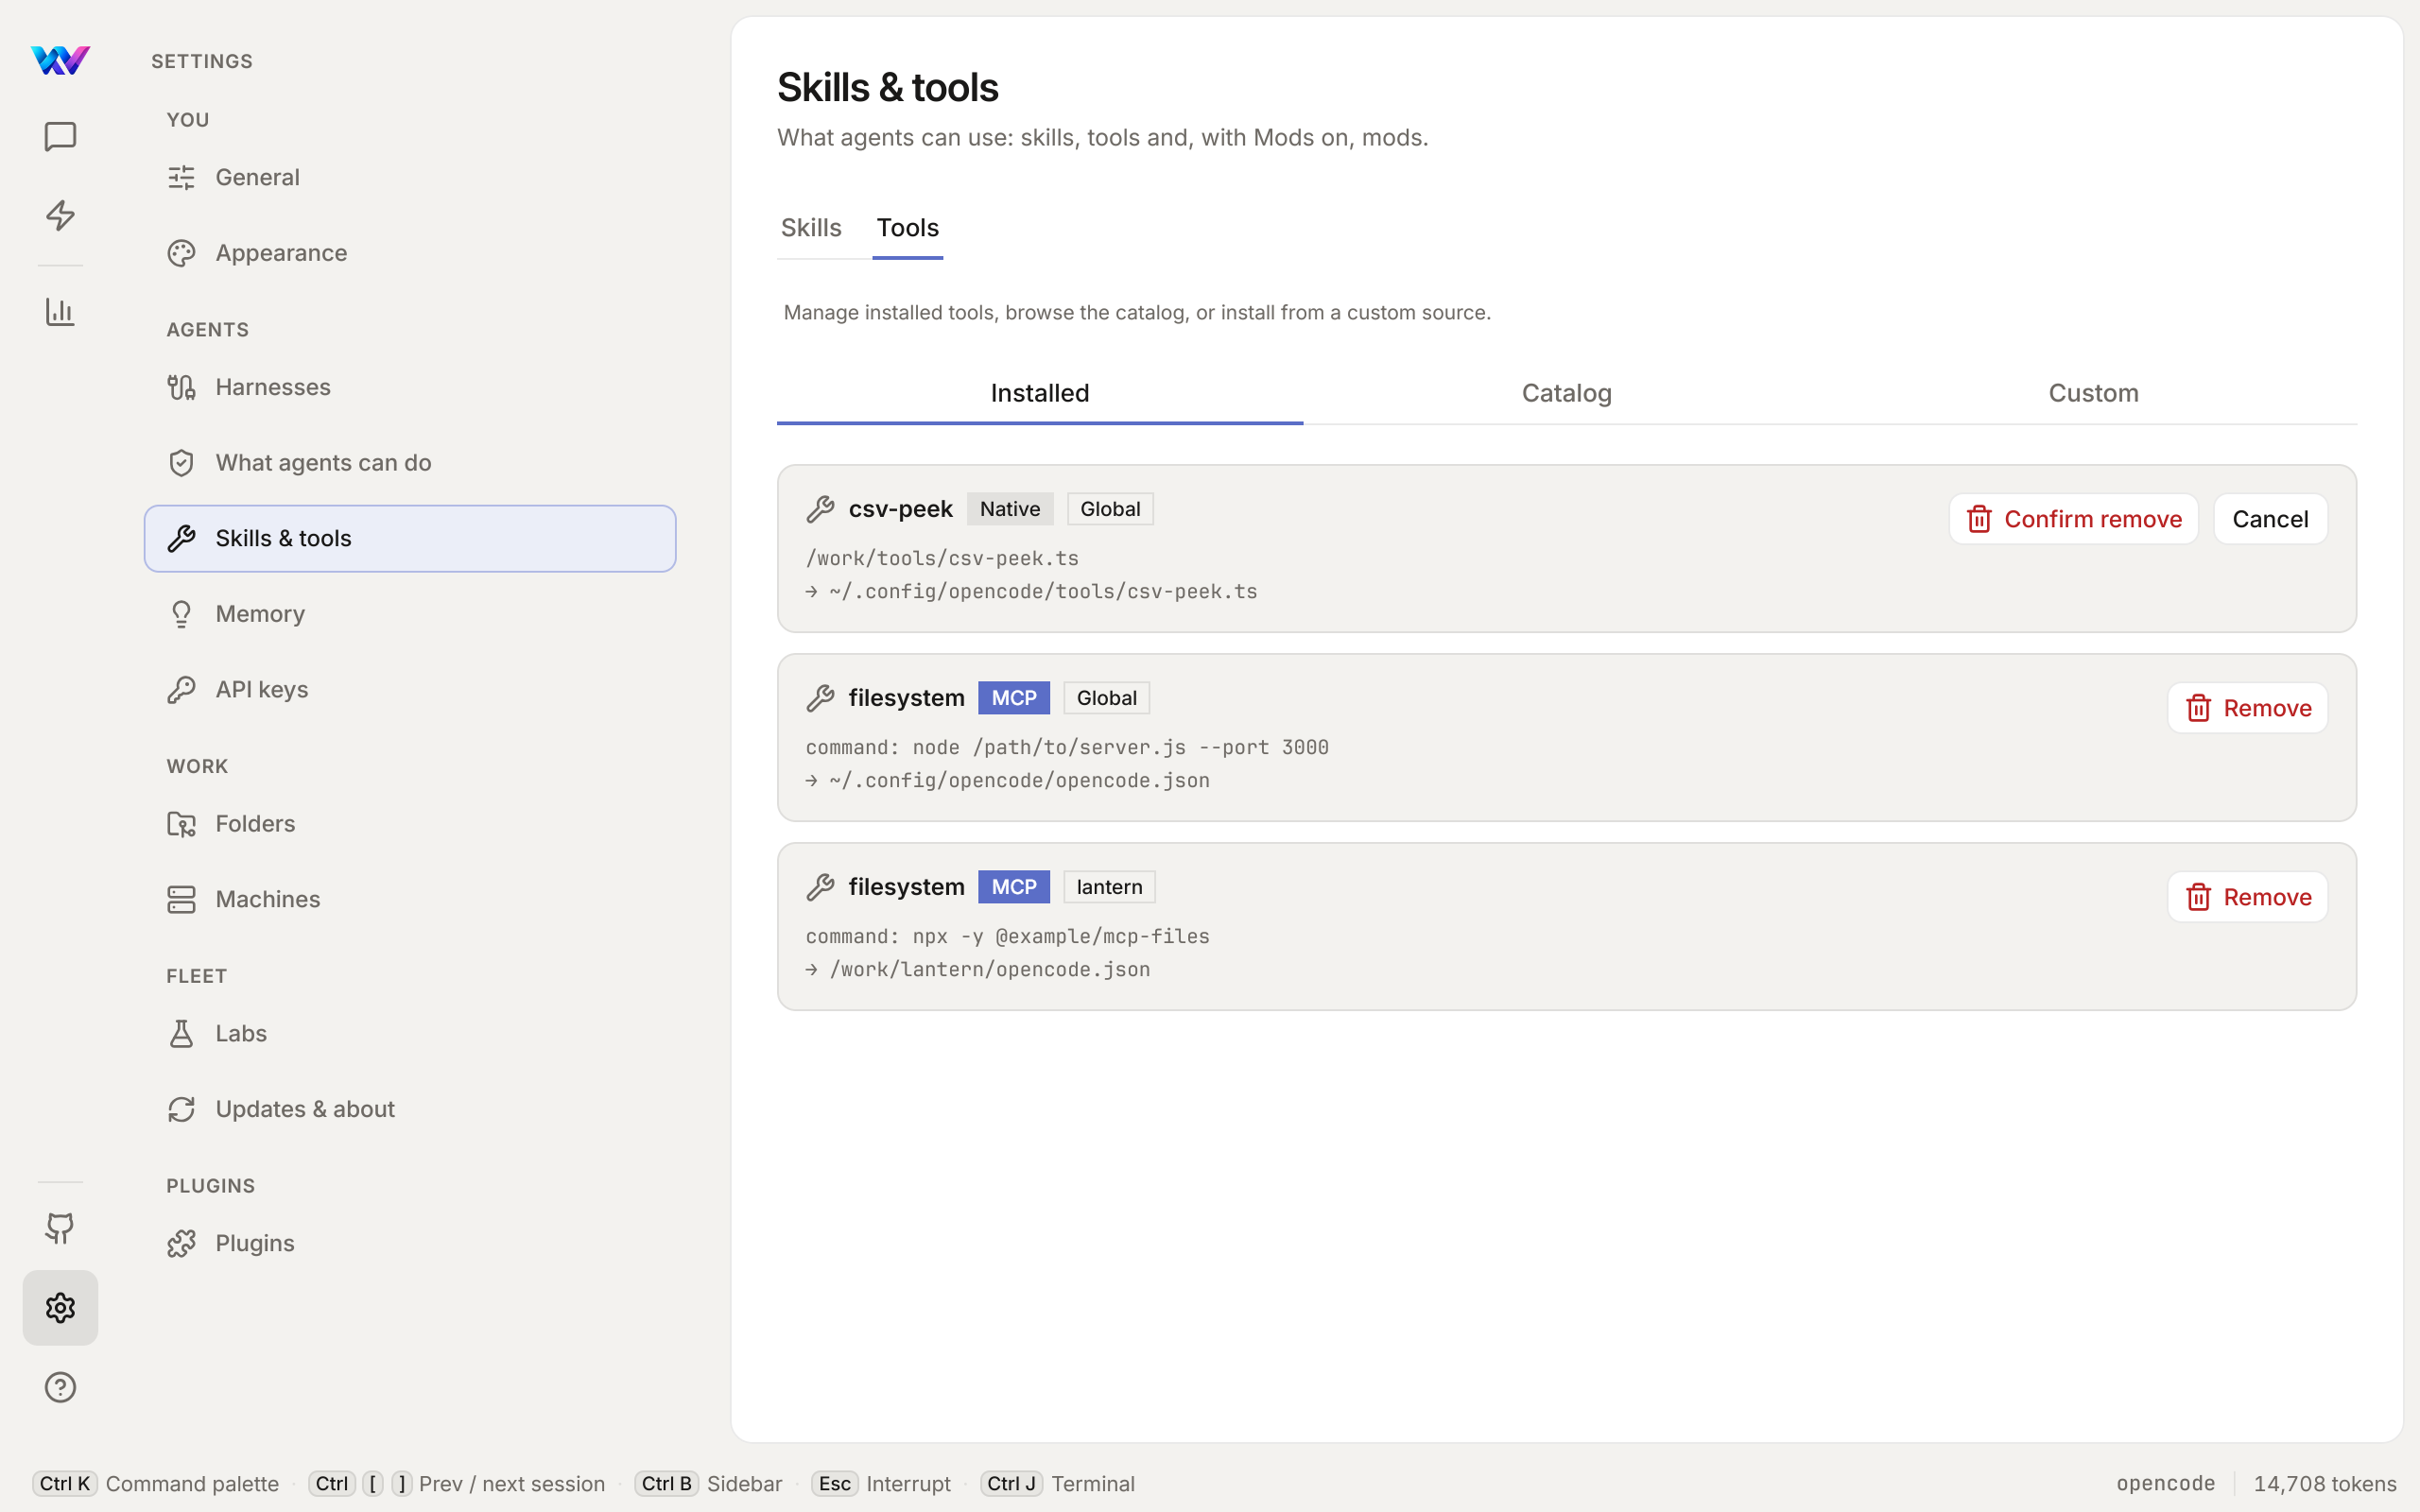 SETTINGS
YOU
General
Appearance
AGENTS
Harnesses
What agents can do
Skills & tools
Memory
API keys
WORK
Folders
Machines
FLEET
Labs
Updates & about
PLUGINS
Plugins
Skills & tools
What agents can use: skills, tools and, with Mods on, mods.
Skills Tools
Manage installed tools, browse the catalog, or install from a custom source.
Installed Catalog Custom
csv-peek Native Global Confirm remove Cancel
/work/tools/csv-peek.ts
→ ~/.config/opencode/tools/csv-peek.ts
filesystem MCP Global Remove
command: node /path/to/server.js --port 3000
→ ~/.config/opencode/opencode.json
filesystem MCP lantern Remove
command: npx -y @example/mcp-files
→ /work/lantern/opencode.json
Ctrl K Command palette · Ctrl [ ] Prev / next session · Ctrl B Sidebar · Esc Interrupt · Ctrl J Terminal opencode 14,708 tokens